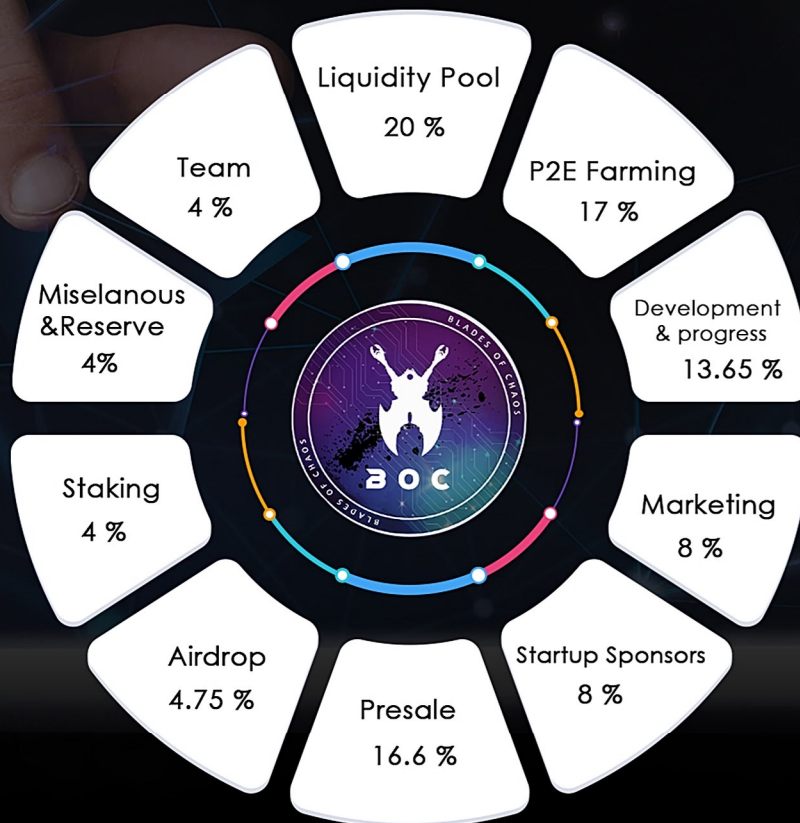 Liquidity Pool
20 %
P2E Farming
17 %
Development
& progress
13.65 %
Marketing
8 %
Startup Sponsors
8 %
Presale
16.6 %
Airdrop
4.75 %
Staking
4 %
Miselanous
&Reserve
4%
Team
4 %
BLADES OF CHAOS
BOC
BLADES OF CHAOS